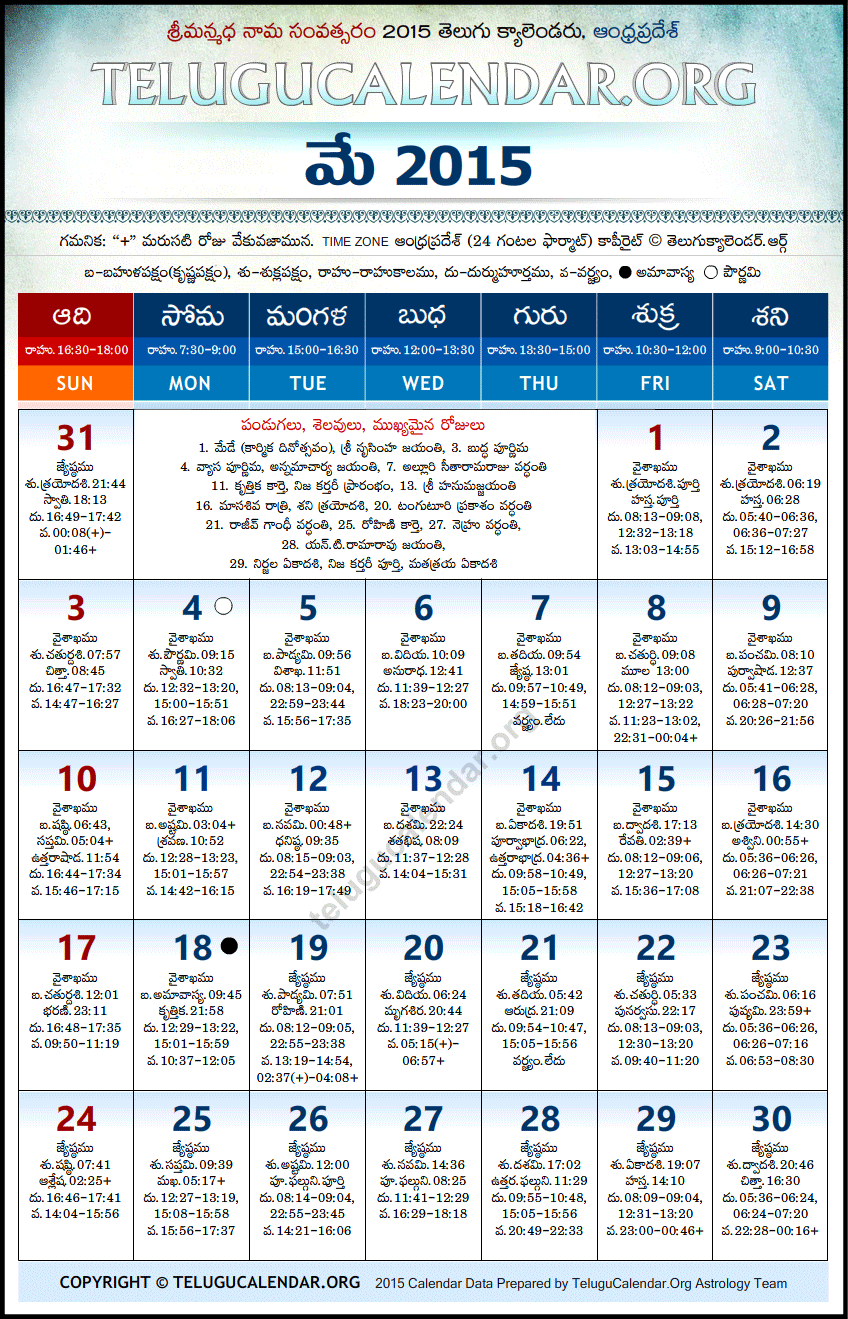 శ్రీమన్మధ నామ సంవత్సరం 2015 తెలుగు క్యాలెండరు, ఆంధ్రప్రదేశ్
TELUGUCALENDAR.ORG
మే 2015
గమనిక: “+” మరుసటి రోజు వేకువజామున. TIME ZONE ఆంధ్రప్రదేశ్ (24 గంటల ఫార్మాట్) కాపీరైట్ © తెలుగుక్యాలెండర్.ఆర్గ్
బ-బహుళపక్షం(కృష్ణపక్షం), శు-శుక్లపక్షం, రాహు-రాహుకాలము, దు-దుర్ముహూర్తము, వ-వర్జ్యం, ● అమావాస్య ○ పౌర్ణమి
ఆది సోమ మంగళ బుధ గురు శుక్ర శని
రాహు. 16:30-18:00 రాహు. 7:30-9:00 రాహు. 15:00-16:30 రాహు. 12:00-13:30 రాహు. 13:30-15:00 రాహు. 10:30-12:00 రాహు. 9:00-10:30
SUN MON TUE WED THU FRI SAT
31
జ్యేష్ఠము
శు.త్రయోదశి.21:44
స్వాతి.18:13
దు. 16:49-17:42
వ. 00:08(+)-
01:46+
పండుగలు, శెలవులు, ముఖ్యమైన రోజులు
1. మేడే (కార్మిక దినోత్సవం), శ్రీ నృసింహ జయంతి, 3. బుద్ధ పూర్ణిమ
4. వ్యాస పూర్ణిమ, అన్నమాచార్య జయంతి, 7. అల్లూరి సీతారామరాజు వర్ధంతి
11. కృత్తిక కార్తె, నిజ కర్తరీ ప్రారంభం, 13. శ్రీ హనుమజ్జయంతి
16. మాసశివ రాత్రి, శని త్రయోదశి, 20. టంగుటూరి ప్రకాశం వర్ధంతి
21. రాజీవ్ గాంధీ వర్ధంతి, 25. రోహిణి కార్తె, 27. నెహ్రు వర్ధంతి,
28. యన్.టి.రామారావు జయంతి,
29. నిర్జల ఏకాదశి, నిజ కర్తరీ పూర్తి, మతత్రయ ఏకాదశి
1
వైశాఖము
శు.త్రయోదశి.పూర్తి
హస్త.పూర్తి
దు. 08:13-09:08,
12:32-13:18
వ. 13:03-14:55
2
వైశాఖము
శు.త్రయోదశి.06:19
హస్త. 06:28
దు. 05:40-06:36,
06:36-07:27
వ. 15:12-16:58
3
వైశాఖము
శు.చతుర్దశి.07:57
చిత్తా. 08:45
దు. 16:47-17:32
వ. 14:47-16:27
4 ○
వైశాఖము
శు.పౌర్ణమి.09:15
స్వాతి. 10:32
దు. 12:32-13:20,
15:00-15:51
వ. 16:27-18:06
5
వైశాఖము
బ.పాడ్యమి.09:56
విశాఖ. 11:51
దు. 08:13-09:04,
22:59-23:44
వ. 15:56-17:35
6
వైశాఖము
బ.విదియ.10:09
అనురాధ. 12:41
దు. 11:39-12:27
వ. 18:23-20:00
7
వైశాఖము
బ.తదియ.09:54
జ్యేష్ఠ. 13:01
దు. 09:57-10:49,
14:59-15:51
వర్జ్యం.లేదు
8
వైశాఖము
బ.చతుర్థి.09:08
మూల 13:00
దు. 08:12-09:03,
12:27-13:22
వ. 11:23-13:02,
22:31-00:04+
9
వైశాఖము
బ.పంచమి.08:10
పుర్వాషాడ. 12:37
దు. 05:41-06:28,
06:28-07:20
వ. 20:26-21:56
10
వైశాఖము
బ.షష్ఠి.06:43,
సప్తమి.05:04+
ఉత్తరాషాడ. 11:54
దు. 16:44-17:34
వ. 15:46-17:15
11
వైశాఖము
బ.అష్టమి.03:04+
శ్రవణ. 10:52
దు. 12:28-13:23,
15:01-15:57
వ. 14:42-16:15
12
వైశాఖము
బ.నవమి.00:48+
ధనిష్ఠ. 09:35
దు. 08:15-09:03,
22:54-23:38
వ. 16:19-17:49
13
వైశాఖము
బ.దశమి.22:24
శతభిష. 08:09
దు. 11:37-12:28
వ. 14:04-15:31
14
వైశాఖము
బ.ఏకాదశి.19:51
పూర్వాభాద్ర. 06:22,
ఉత్తరాభాద్ర. 04:36+
దు. 09:58-10:49,
15:05-15:58
వ. 15:18-16:42
15
వైశాఖము
బ.ద్వాదశి.17:13
రేవతి. 02:39+
దు. 08:12-09:06,
12:27-13:20
వ. 15:36-17:08
16
వైశాఖము
బ.త్రయోదశి.14:30
అశ్విని. 00:55+
దు. 05:36-06:26,
06:26-07:21
వ. 21:07-22:38
17
వైశాఖము
బ.చతుర్దశి. 12:01
భరణి. 23:11
దు. 16:48-17:35
వ. 09:50-11:19
18 ●
వైశాఖము
బ.అమావాస్య.09:45
కృత్తిక. 21:58
దు. 12:29-13:22,
15:01-15:59
వ. 10:37-12:05
19
జ్యేష్ఠము
శు.పాడ్యమి.07:51
రోహిణి. 21:01
దు. 08:12-09:05,
22:55-23:38
వ. 13:19-14:54,
02:37(+)-04:08+
20
జ్యేష్ఠము
శు.విదియ.06:24
మృగశిర. 20:44
దు. 11:39-12:27
వ. 05:15(+)-
06:57+
21
జ్యేష్ఠము
శు.తదియ.05:42
ఆరుద్ర. 21:09
దు. 09:54-10:47,
15:05-15:56
వర్జ్యం.లేదు
22
జ్యేష్ఠము
శు.చతుర్థి.05:33
పునర్వసు. 22:17
దు. 08:13-09:03,
12:30-13:20
వ. 09:40-11:20
23
జ్యేష్ఠము
శు.పంచమి.06:16
పుష్యమి. 23:59+
దు. 05:36-06:26,
06:26-07:16
వ. 06:53-08:30
24
జ్యేష్ఠము
శు.షష్ఠి.07:41
ఆశ్లేష. 02:25+
దు. 16:46-17:41
వ. 14:04-15:56
25
జ్యేష్ఠము
శు.సప్తమి.09:39
మఖ. 05:17+
దు. 12:27-13:19,
15:08-15:58
వ. 15:56-17:37
26
జ్యేష్ఠము
శు.అష్టమి.12:00
పూ.ఫల్గుని.పూర్తి
దు. 08:14-09:04,
22:55-23:45
వ. 14:21-16:06
27
జ్యేష్ఠము
శు.నవమి.14:36
పూ.ఫల్గుని. 08:25
దు. 11:41-12:29
వ. 16:29-18:18
28
జ్యేష్ఠము
శు.దశమి.17:02
ఉత్తర.ఫల్గుని. 11:29
దు. 09:55-10:48,
15:05-15:56
వ. 20:49-22:33
29
జ్యేష్ఠము
శు.ఏకాదశి.19:07
హస్త. 14:10
దు. 08:09-09:04,
12:31-13:20
వ. 23:00-00:46+
30
జ్యేష్ఠము
శు.ద్వాదశి.20:46
చిత్తా. 16:30
దు. 05:36-06:24,
06:24-07:20
వ. 22:28-00:16+
telugucalendar.org
COPYRIGHT © TELUGUCALENDAR.ORG 2015 Calendar Data Prepared by TeluguCalendar.Org Astrology Team